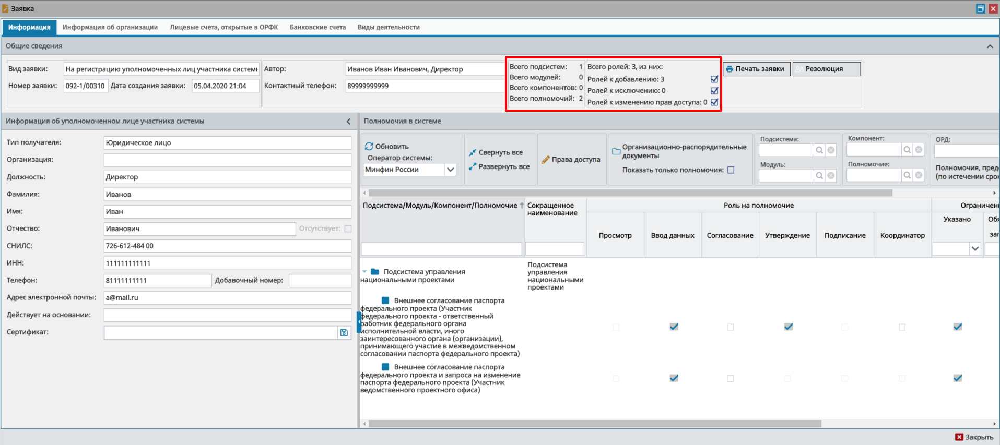 Заявка
Информация
Информация об организации
Лицевые счета, открытые в ОРФК
Банковские счета
Виды деятельности
Общие сведения
Вид заявки:
На регистрацию уполномоченных лиц участника системы
Номер заявки:
092-1/00310
Дата создания заявки:
05.04.2020 21:04
Автор:
Иванов Иван Иванович, Директор
Контактный телефон:
89999999999
Всего подсистем: 1
Всего модулей: 0
Всего компонентов: 0
Всего полномочий: 2
Всего ролей: 3, из них:
Ролей к добавлению: 3
Ролей к исключению: 0
Ролей к изменению прав доступа: 0
Печать заявки
Резолюция
Информация об уполномоченном лице участника системы
Тип получателя:
Юридическое лицо
Организация:
Должность:
Директор
Фамилия:
Иванов
Имя:
Иван
Отчество:
Иванович
Отсутствует:
СНИЛС:
726-612-484 00
ИНН:
111111111111
Телефон:
81111111111
Добавочный номер:
Адрес электронной почты:
a@mail.ru
Действует на основании:
Сертификат:
Полномочия в системе
Обновить
Оператор системы:
Минфин России
Свернуть все
Развернуть все
Права доступа
Организационно-распорядительные
документы
Показать только полномочия:
Подсистема:
Модуль:
Компонент:
Полномочие:
ОРД:
Полномочия, пред
(по истечении срок
Подсистема/Модуль/Компонент/Полномочие
Сокращенное
наименование
Роль на полномочие
Просмотр
Ввод данных
Согласование
Утверждение
Подписание
Координатор
Ограничени
Указано
Обя
зап
Подсистема управления
национальными проектами
Подсистема
управления
национальными
проектами
Внешнее согласование паспорта
федерального проекта (Участник
федерального проекта - ответственный
работник федерального органа
исполнительной власти, иного
заинтересованного органа (организации),
принимающего участие в межведомственном
согласовании паспорта федерального проекта)
Внешнее согласование паспорта
федерального проекта и запроса на изменение
паспорта федерального проекта (Участник
ведомственного проектного офиса)
Закрыть